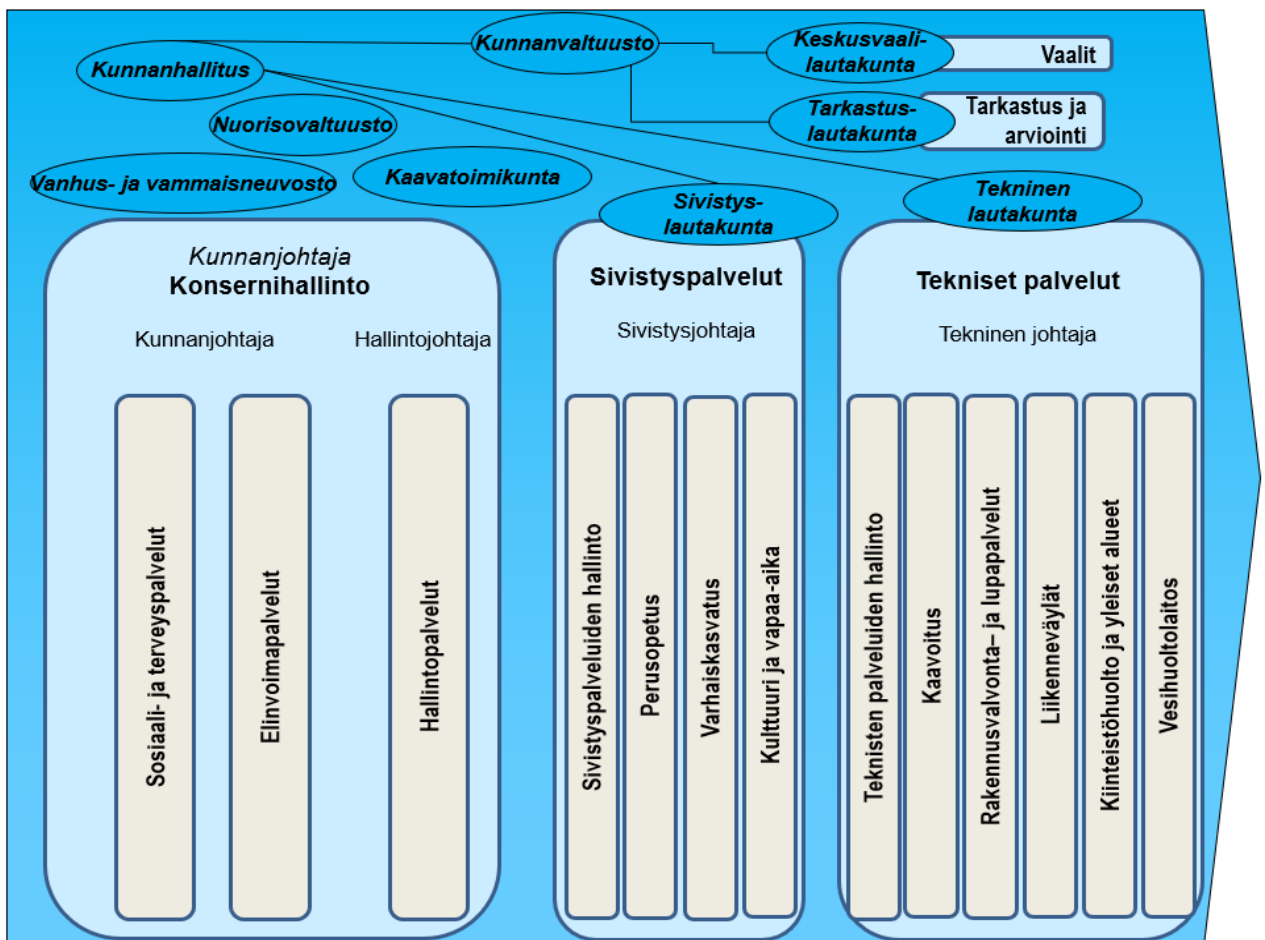 Kunnanhallitus
Kunnanvaltuusto
Keskusvaali-
lautakunta
Vaalit
Nuorisovaltuusto
Tarkastus-
lautakunta
Tarkastus ja
arviointi
Vanhus- ja vammaisneuvosto
Kaavatoimikunta
Sivistys-
lautakunta
Tekninen
lautakunta
Kunnanjohtaja
Konsernihallinto
Kunnanjohtaja
Hallintojohtaja
Sosiaali- ja terveyspalvelut
Elinvoimapalvelut
Hallintopalvelut
Sivistyspalvelut
Sivistysjohtaja
Sivistyspalveluiden hallinto
Perusopetus
Varhaiskasvatus
Kulttuuri ja vapaa-aika
Tekniset palvelut
Tekninen johtaja
Teknisten palveluiden hallinto
Kaavoitus
Rakennusvalvonta– ja lupapalvelut
Liikenneväylät
Kiinteistöhuolto ja yleiset alueet
Vesihuoltolaitos